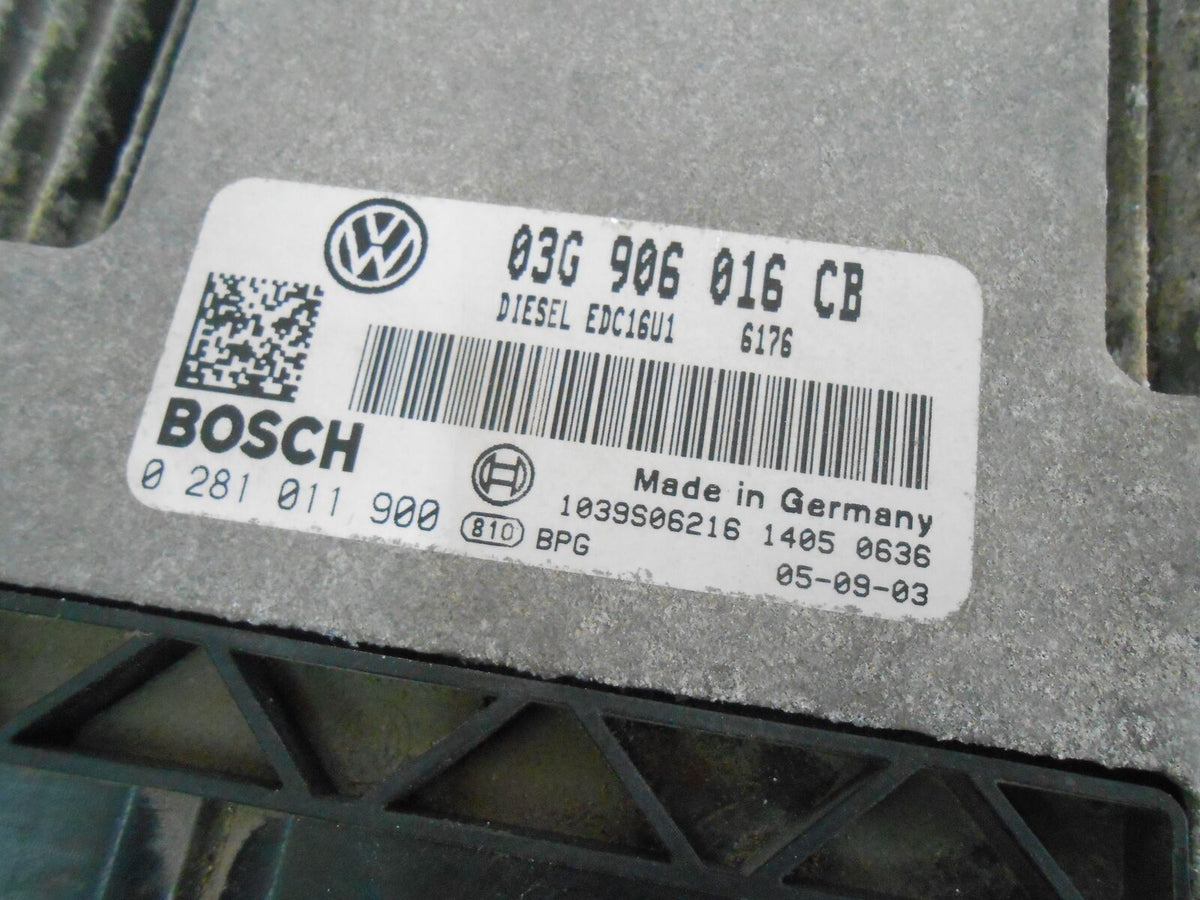 VW
03G 906 016 CB
DIESEL EDC16U1 6176
BOSCH
0 281 011 900
Made in Germany
1039S06216 1405 0636
810 BPG
05-09-03